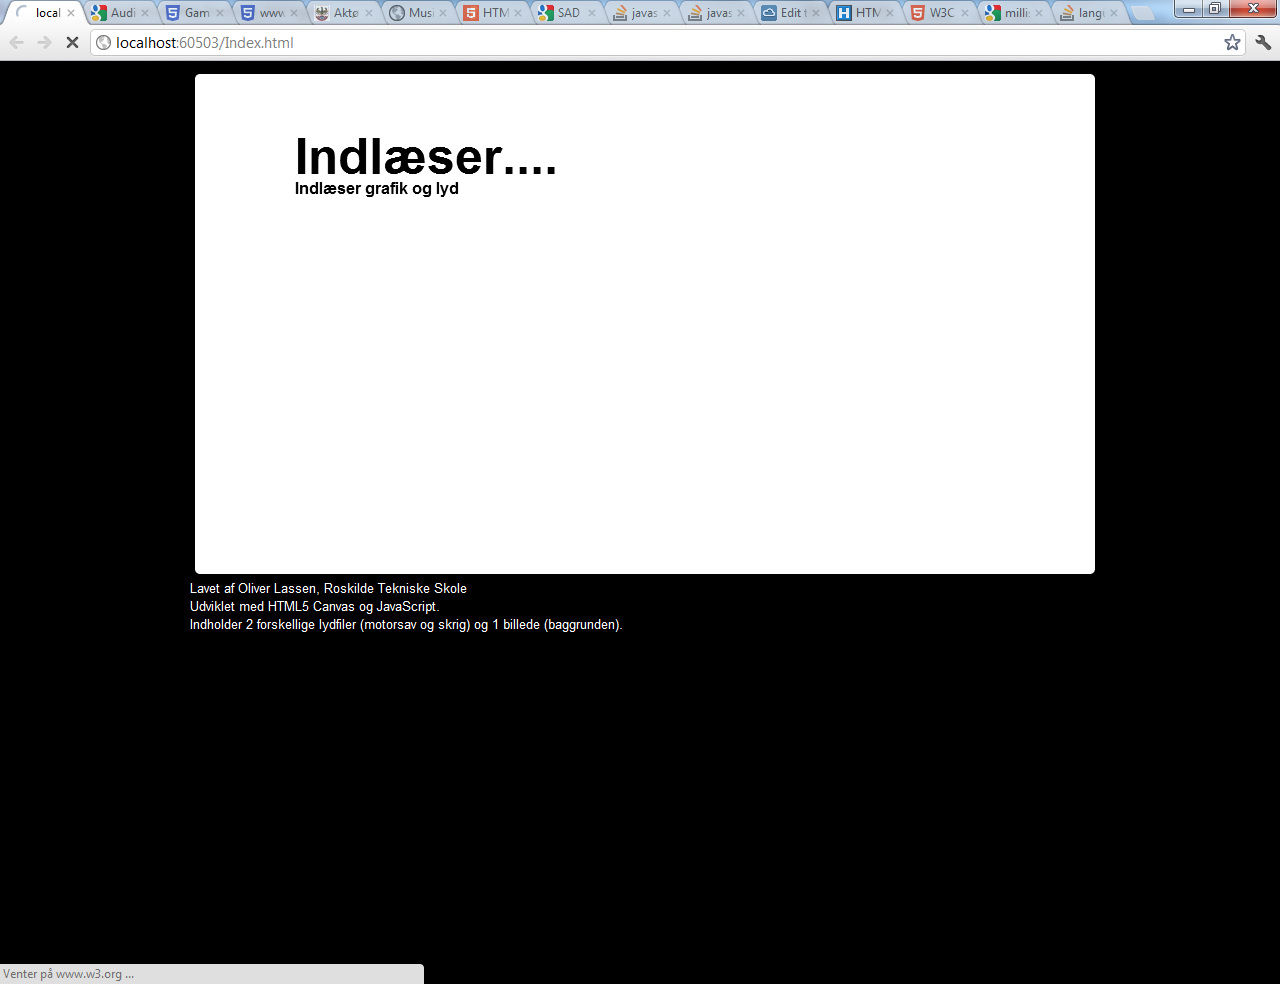 local
Audi
Gam
www
Aktø
Musi
HTM
SAD
javas
javas
Edit t
HTM
W3C
milli
langu
localhost:60503/Index.html
Indlæser....
Indlæser grafik og lyd
Lavet af Oliver Lassen, Roskilde Tekniske Skole
Udviklet med HTML5 Canvas og JavaScript.
Indholder 2 forskellige lydfiler (motorsav og skrig) og 1 billede (baggrunden).
Venter på www.w3.org ...